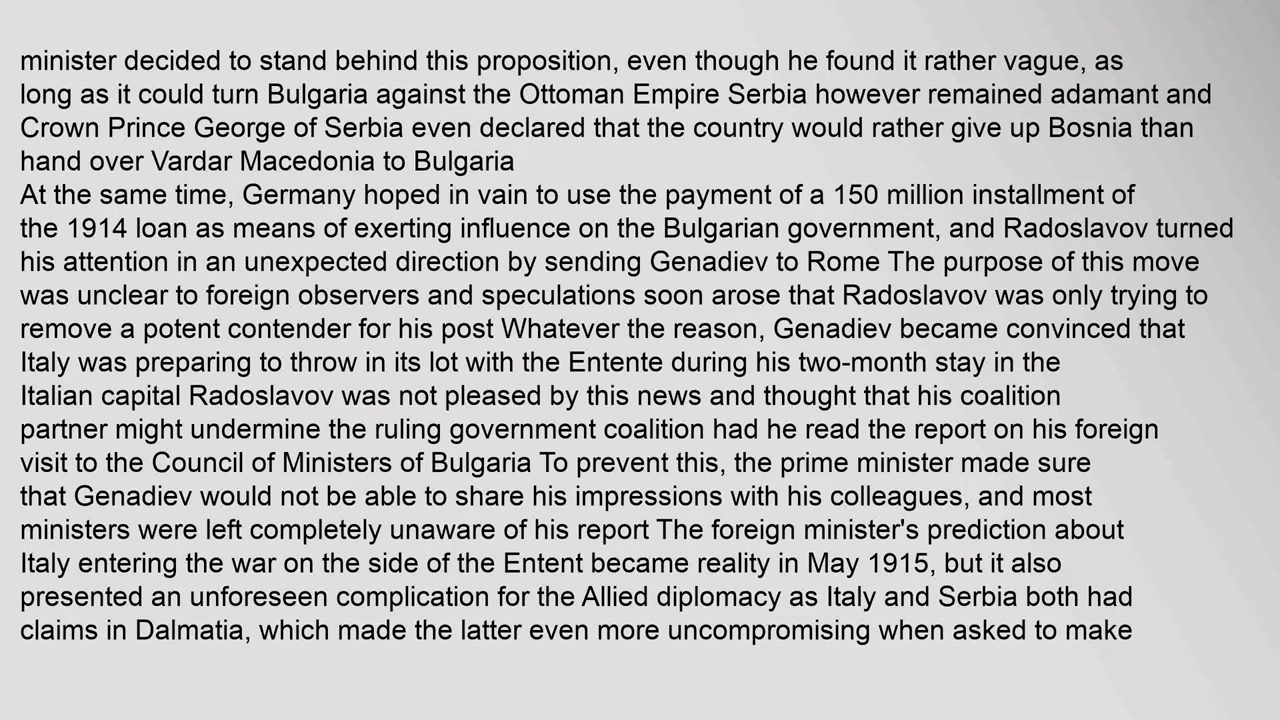 minister decided to stand behind this proposition, even though he found it rather vague, as
long as it could turn Bulgaria against the Ottoman Empire Serbia however remained adamant and
Crown Prince George of Serbia even declared that the country would rather give up Bosnia than
hand over Vardar Macedonia to Bulgaria
At the same time, Germany hoped in vain to use the payment of a 150 million installment of
the 1914 loan as means of exerting influence on the Bulgarian government, and Radoslavov turned
his attention in an unexpected direction by sending Genadiev to Rome The purpose of this move
was unclear to foreign observers and speculations soon arose that Radoslavov was only trying to
remove a potent contender for his post Whatever the reason, Genadiev became convinced that
Italy was preparing to throw in its lot with the Entente during his two-month stay in the
Italian capital Radoslavov was not pleased by this news and thought that his coalition
partner might undermine the ruling government coalition had he read the report on his foreign
visit to the Council of Ministers of Bulgaria To prevent this, the prime minister made sure
that Genadiev would not be able to share his impressions with his colleagues, and most
ministers were left completely unaware of his report The foreign minister's prediction about
Italy entering the war on the side of the Entent became reality in May 1915, but it also
presented an unforeseen complication for the Allied diplomacy as Italy and Serbia both had
claims in Dalmatia, which made the latter even more uncompromising when asked to make